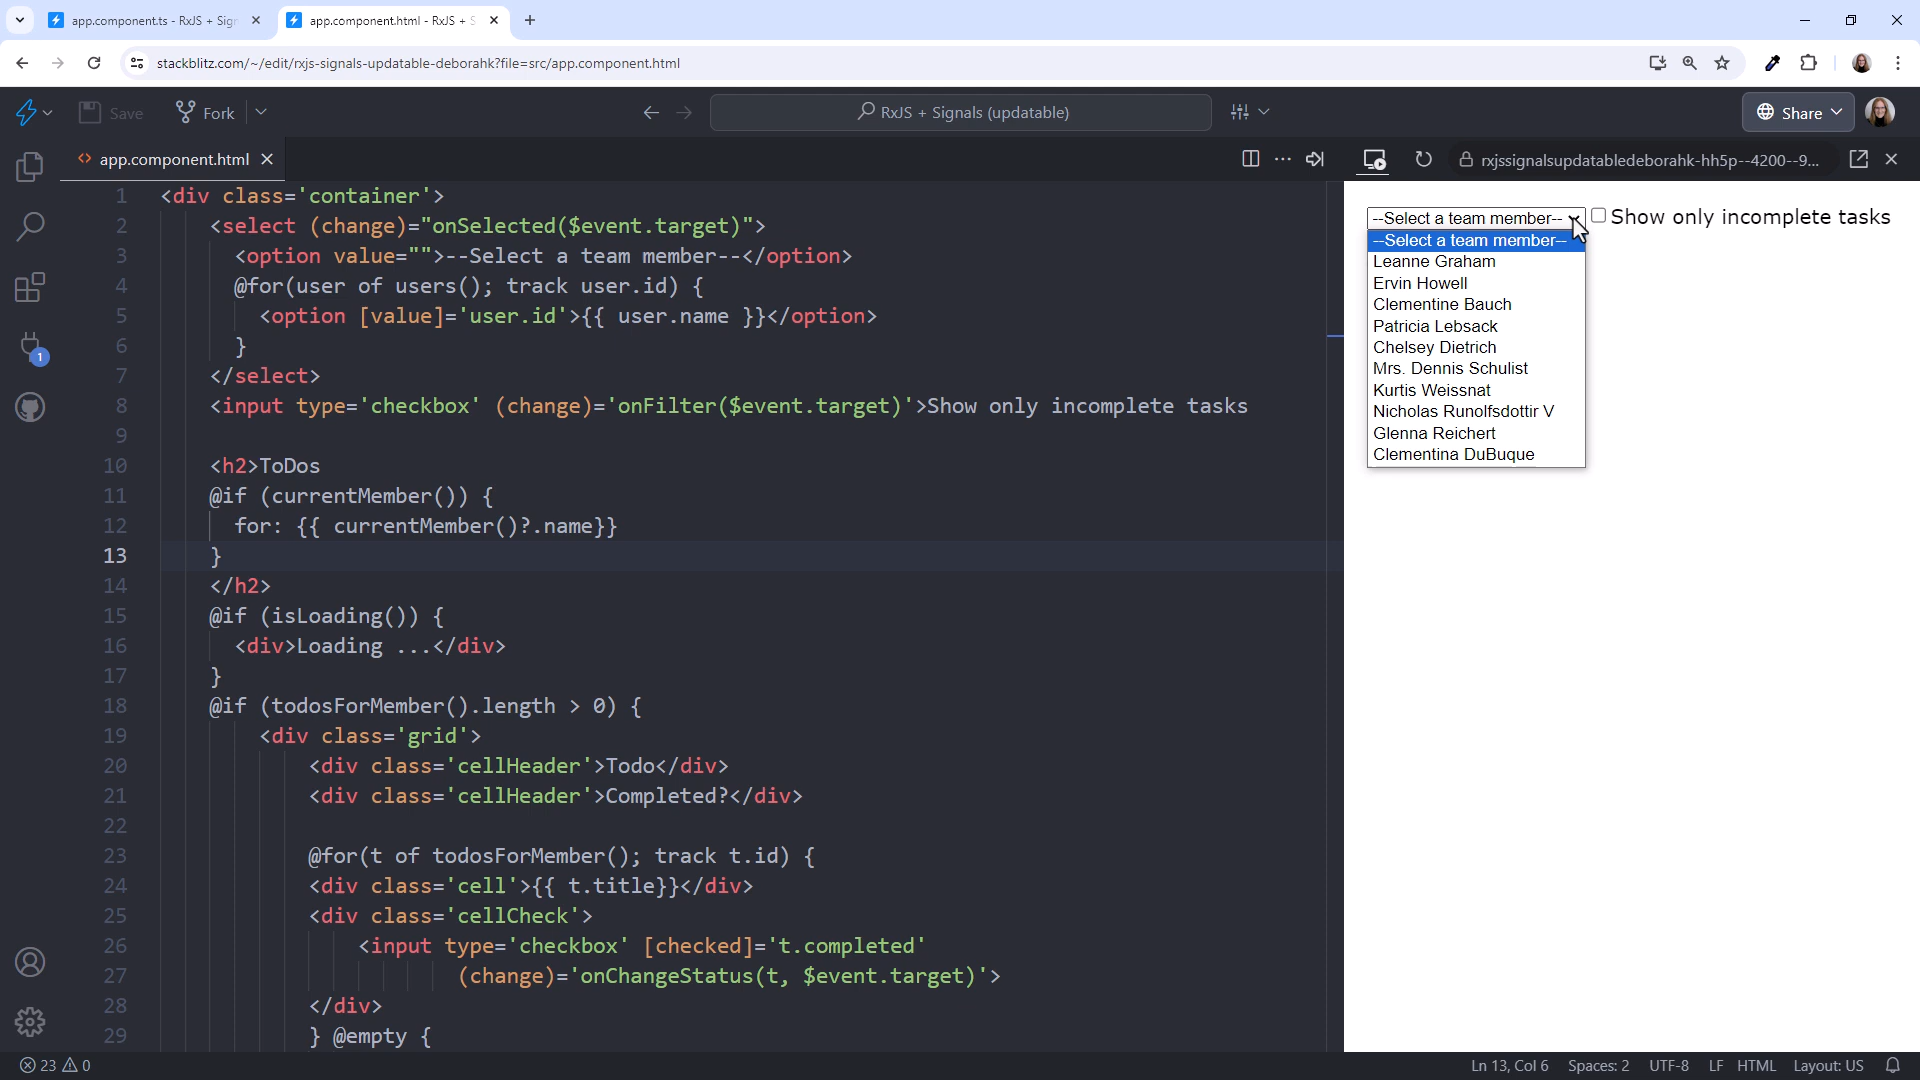 app.component.ts - RxJS + Sig
app.component.html - RxJS + S
stackblitz.com/~/edit/rxjs-signals-updatable-deborahk?file=src/app.component.html
Save
Fork
RxJS + Signals (updatable)
Share
app.component.html
rxjssignalsupdatabledeborahk-hh5p--4200--9...
1 <div class='container'>
2 <select (change)="onSelected($event.target)">
3 <option value="">--Select a team member--</option>
4 @for(user of users(); track user.id) {
5 <option [value]='user.id'>{{ user.name }}</option>
6 }
7 </select>
8 <input type='checkbox' (change)='onFilter($event.target)'>Show only incomplete tasks
9
10 <h2>ToDos
11 @if (currentMember()) {
12 for: {{ currentMember()?.name}}
13 }
14 </h2>
15 @if (isLoading()) {
16 <div>Loading ...</div>
17 }
18 @if (todosForMember().length > 0) {
19 <div class='grid'>
20 <div class='cellHeader'>Todo</div>
21 <div class='cellHeader'>Completed?</div>
22
23 @for(t of todosForMember(); track t.id) {
24 <div class='cell'>{{ t.title}}</div>
25 <div class='cellCheck'>
26 <input type='checkbox' [checked]='t.completed'
27 (change)='onChangeStatus(t, $event.target)'>
28 </div>
29 } @empty {
--Select a team member--
Show only incomplete tasks
--Select a team member--
Leanne Graham
Ervin Howell
Clementine Bauch
Patricia Lebsack
Chelsey Dietrich
Mrs. Dennis Schulist
Kurtis Weissnat
Nicholas Runolfsdottir V
Glenna Reichert
Clementina DuBuque
1
23
0
Ln 13, Col 6
Spaces: 2
UTF-8
LF
HTML
Layout: US